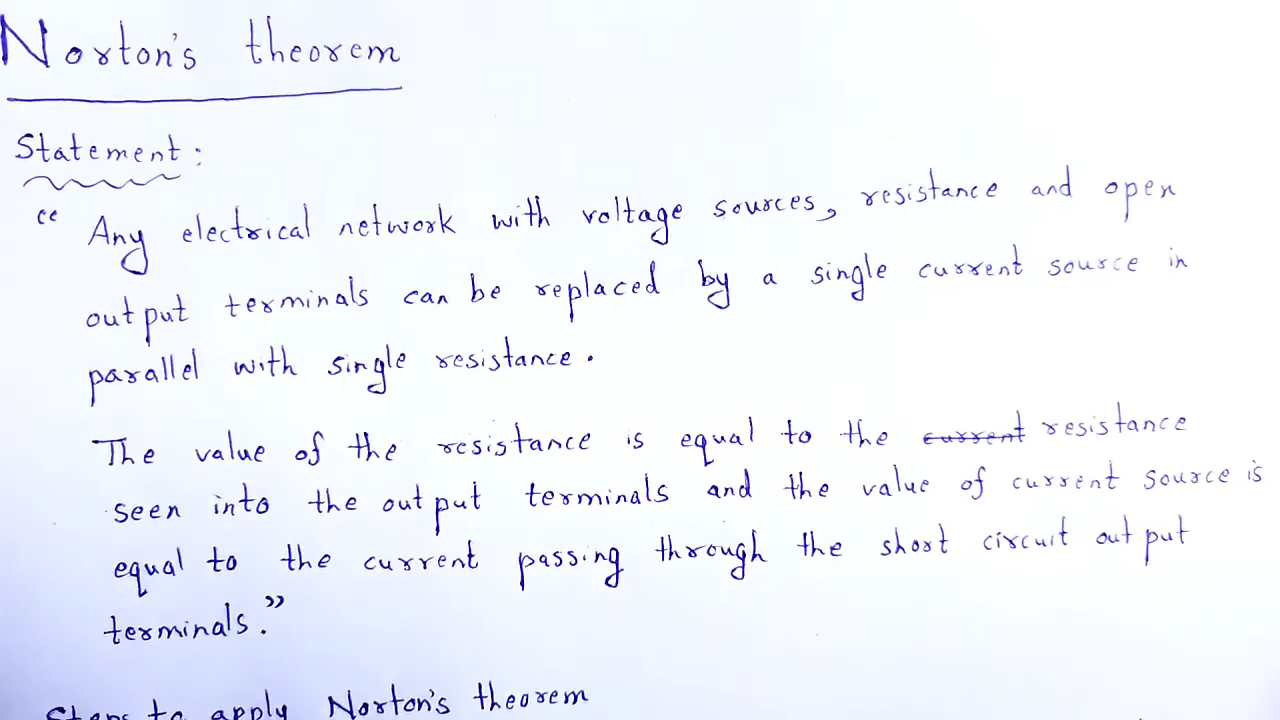 Norton's theorem
Statement:
“ Any electrical network with voltage sources, resistance and open
output terminals can be replaced by a single current source in
parallel with single resistance.
The value of the resistance is equal to the current resistance
seen into the output terminals and the value of current source is
equal to the current passing through the short circuit output
terminals.”
Steps to apply Norton's theorem